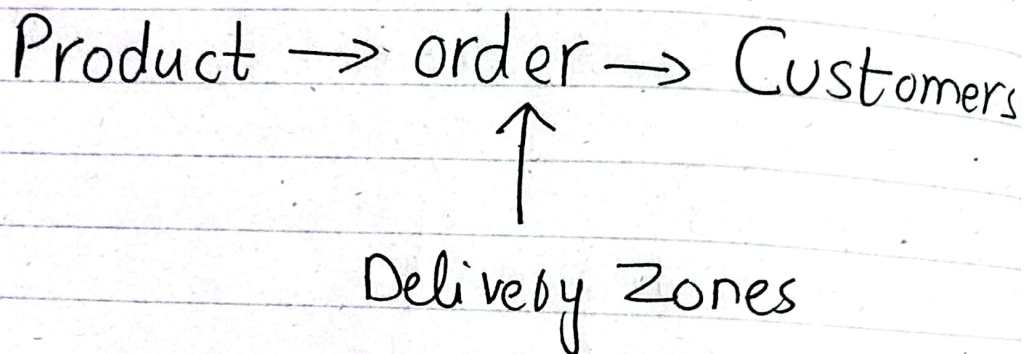 Product → order → Customers
↑
Delivery Zones